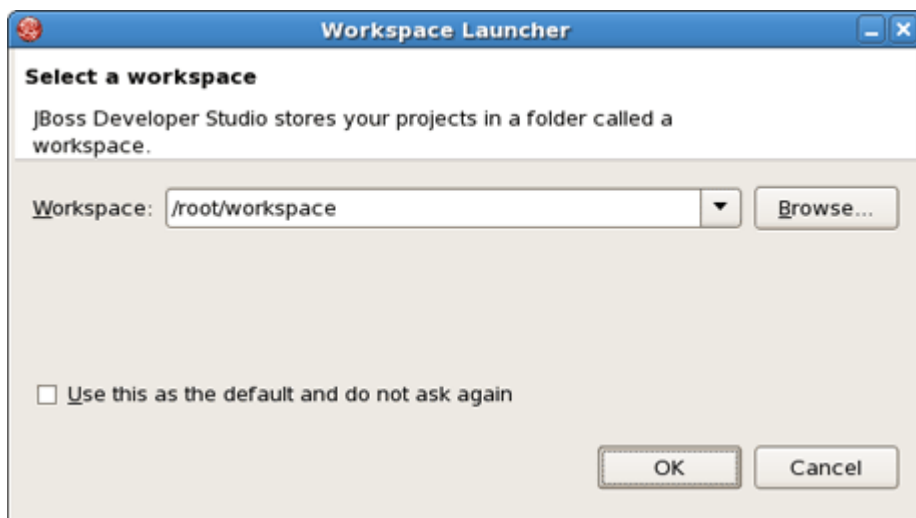 Workspace Launcher
Select a workspace
JBoss Developer Studio stores your projects in a folder called a
workspace.
Workspace: /root/workspace Browse...
Use this as the default and do not ask again
OK Cancel